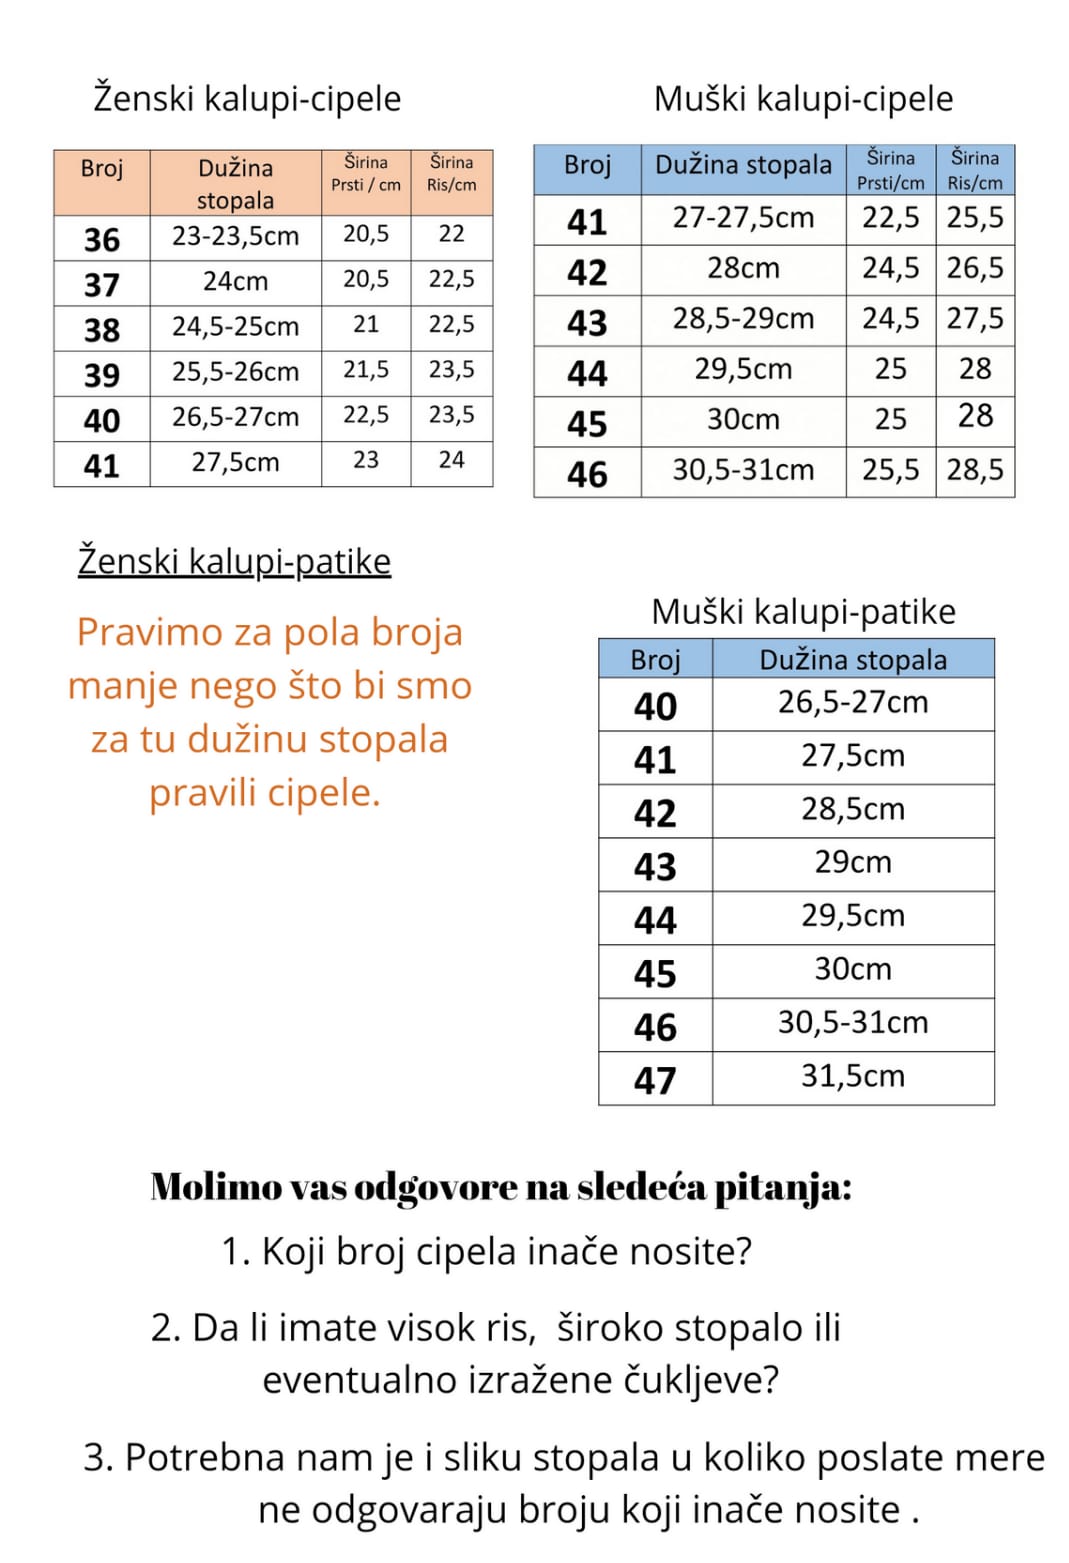 Ženski kalupi-cipele
Broj Dužina stopala Širina Prsti / cm Širina Ris/cm
36 23-23,5cm 20,5 22
37 24cm 20,5 22,5
38 24,5-25cm 21 22,5
39 25,5-26cm 21,5 23,5
40 26,5-27cm 22,5 23,5
41 27,5cm 23 24
Muški kalupi-cipele
Broj Dužina stopala Širina Prsti/cm Širina Ris/cm
41 27-27,5cm 22,5 25,5
42 28cm 24,5 26,5
43 28,5-29cm 24,5 27,5
44 29,5cm 25 28
45 30cm 25 28
46 30,5-31cm 25,5 28,5
Ženski kalupi-patike
Pravimo za pola broja
manje nego što bi smo
za tu dužinu stopala
pravili cipele.
Muški kalupi-patike
Broj Dužina stopala
40 26,5-27cm
41 27,5cm
42 28,5cm
43 29cm
44 29,5cm
45 30cm
46 30,5-31cm
47 31,5cm
Molimo vas odgovore na sledeća pitanja:
1. Koji broj cipela inače nosite?
2. Da li imate visok ris, široko stopalo ili
eventualno izražene čukljeve?
3. Potrebna nam je i sliku stopala u koliko poslate mere
ne odgovaraju broju koji inače nosite .